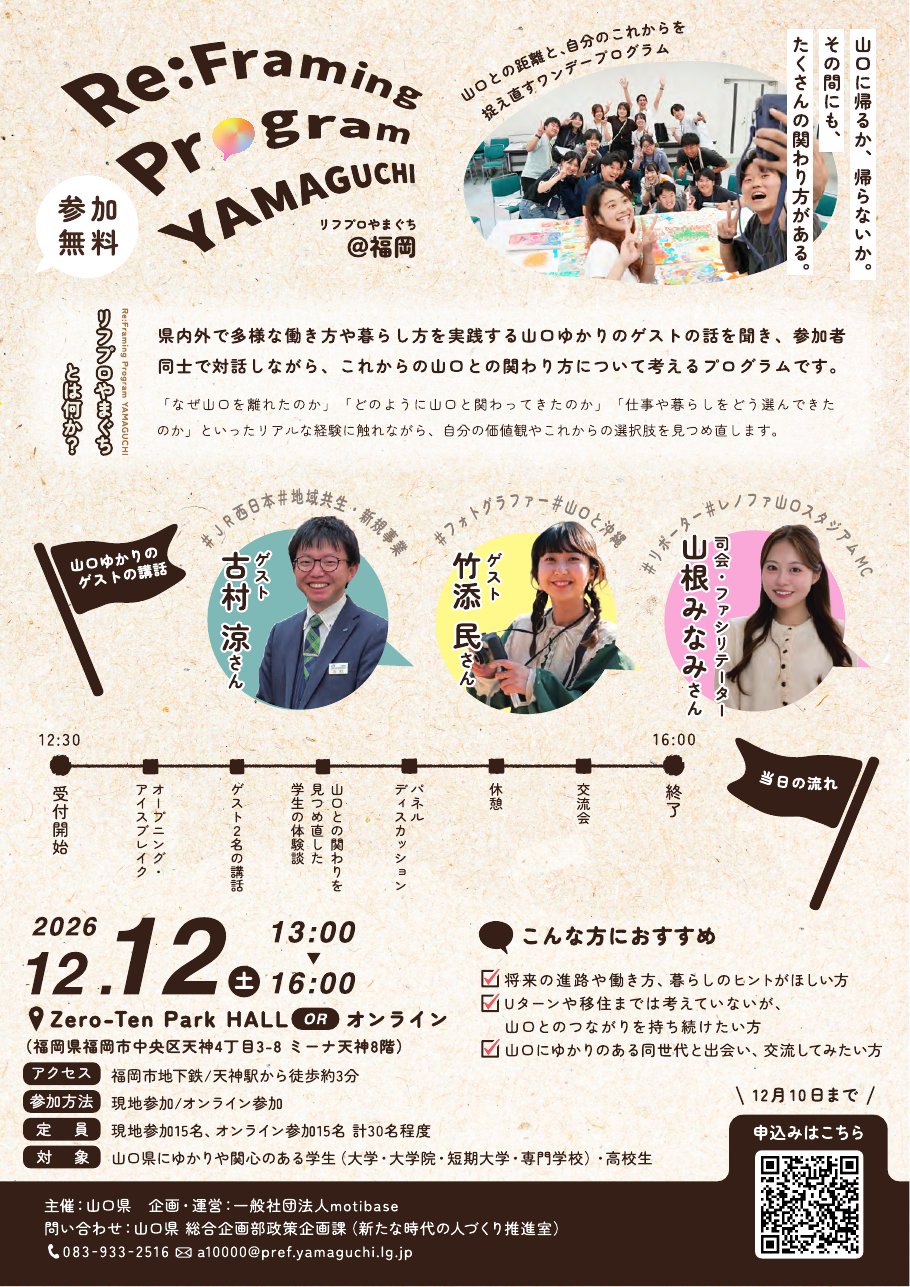 Re:Framing
Program
YAMAGUCHI
リフプロやまぐち
@福岡
参加
無料
山口との距離と、自分のこれからを
捉え直すワンデープログラム
山口に帰るか、帰らないか。
その間にも、
たくさんの関わり方がある。
Re:Framing Program YAMAGUCHI
リフプロやまぐち
とは何か?
県内外で多様な働き方や暮らし方を実践する山口ゆかりのゲストの話を聞き、参加者
同士で対話しながら、これからの山口との関わり方について考えるプログラムです。
「なぜ山口を離れたのか」「どのように山口と関わってきたのか」「仕事や暮らしをどう選んできた
のか」といったリアルな経験に触れながら、自分の価値観やこれからの選択肢を見つめ直します。
山口ゆかりの
ゲストの講話
#JR西日本#地域共生・新規事業
ゲスト
古村 涼さん
#フォトグラファー#山口と沖縄
ゲスト
竹添 民さん
#リポーター#レノファ山口スタジアムMC
司会・ファシリテーター
山根みなみさん
当日の流れ
12:30
受付開始
オープニング・
アイスブレイク
ゲスト2名の講話
山口との関わりを
見つめ直した
学生の体験談
パネル
ディスカッション
休憩
交流会
16:00
終了
2026
12.12土
13:00
▼
16:00
Zero-Ten Park HALL OR オンライン
(福岡県福岡市中央区天神4丁目3-8 ミーナ天神8階)
アクセス 福岡市地下鉄/天神駅から徒歩約3分
参加方法 現地参加/オンライン参加
定 員 現地参加15名、オンライン参加15名 計30名程度
対 象 山口県にゆかりや関心のある学生(大学・大学院・短期大学・専門学校)・高校生
こんな方におすすめ
将来の進路や働き方、暮らしのヒントがほしい方
Uターンや移住までは考えていないが、
山口とのつながりを持ち続けたい方
山口にゆかりのある同世代と出会い、交流してみたい方
\ 12月10日まで /
申込みはこちら
主催:山口県 企画・運営:一般社団法人motibase
問い合わせ:山口県 総合企画部政策企画課(新たな時代の人づくり推進室)
083-933-2516 a10000@pref.yamaguchi.lg.jp